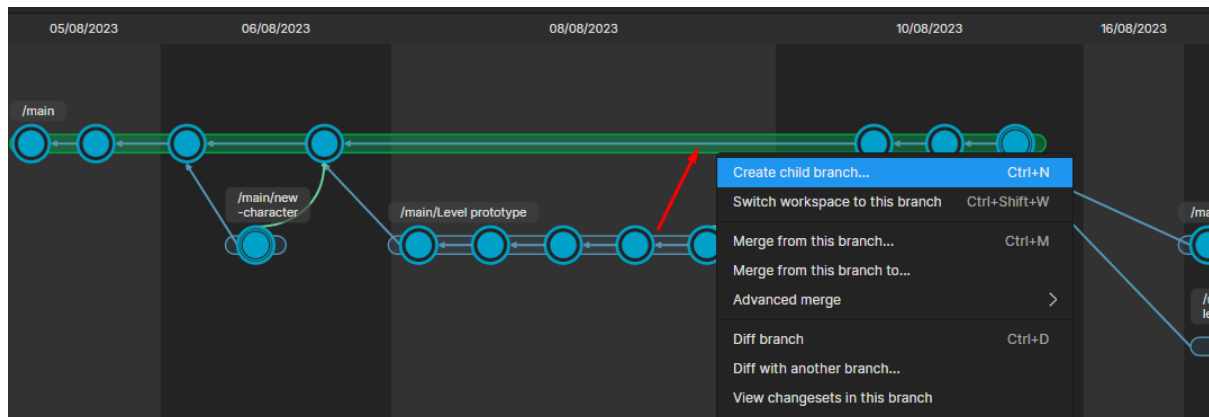 05/08/2023
06/08/2023
08/08/2023
10/08/2023
16/08/2023
/main
/main/new
-character
/main/Level prototype
Create child branch... Ctrl+N
Switch workspace to this branch Ctrl+Shift+W
Merge from this branch... Ctrl+M
Merge from this branch to...
Advanced merge
Diff branch Ctrl+D
Diff with another branch...
View changesets in this branch